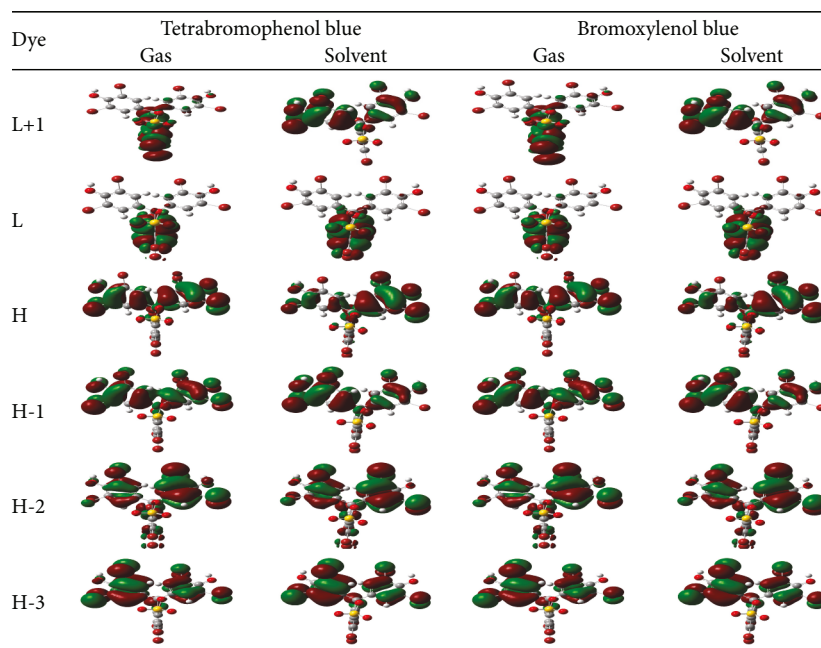 Dye Tetrabromophenol blue Bromoxylenol blue
Gas Solvent Gas Solvent
L+1
L
H
H-1
H-2
H-3